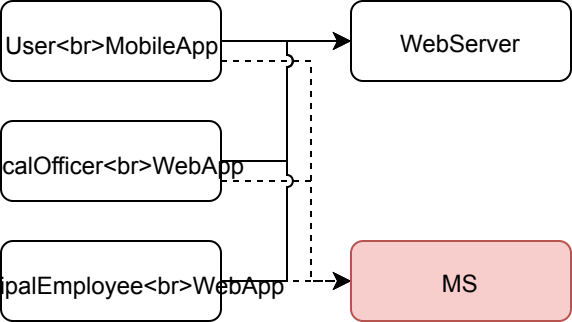 User<br>MobileApp
WebServer
calOfficer<br>WebApp
ipalEmployee<br>WebApp
MS